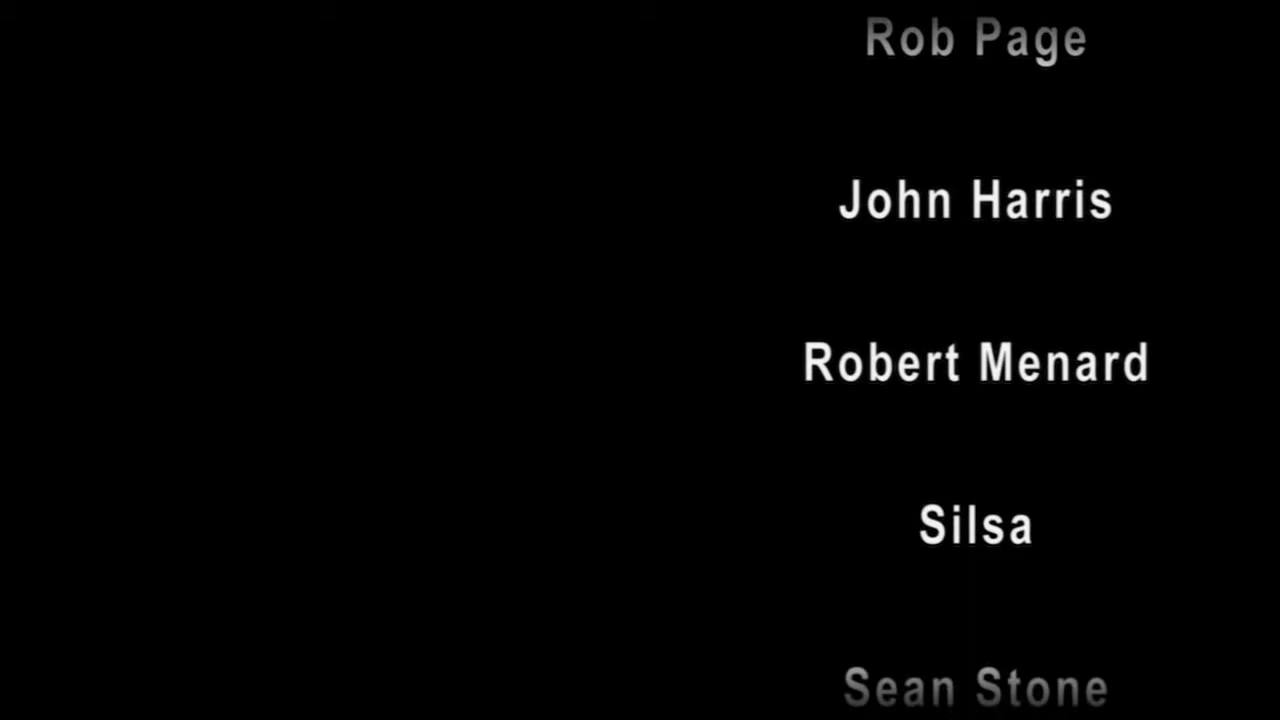 Rob Page
John Harris
Robert Menard
Silsa
Sean Stone